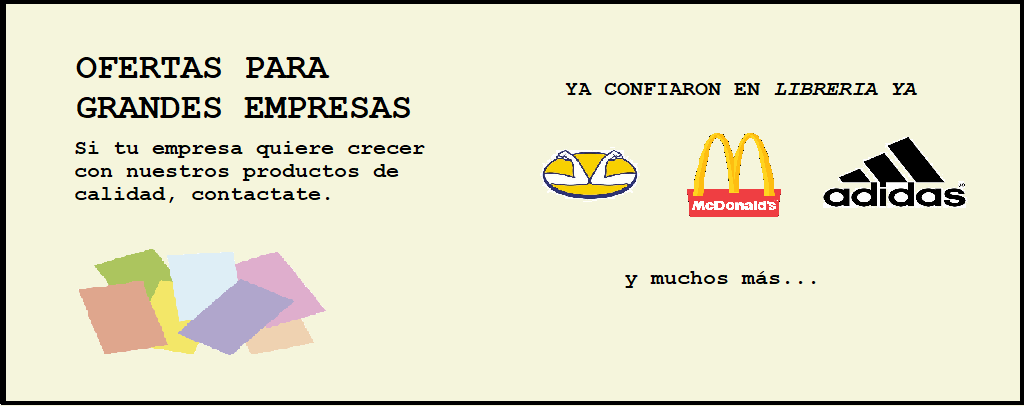 OFERTAS PARA
GRANDES EMPRESAS
Si tu empresa quiere crecer
con nuestros productos de
calidad, contactate.
YA CONFIARON EN LIBRERIA YA
McDonald's
adidas
y muchos más...